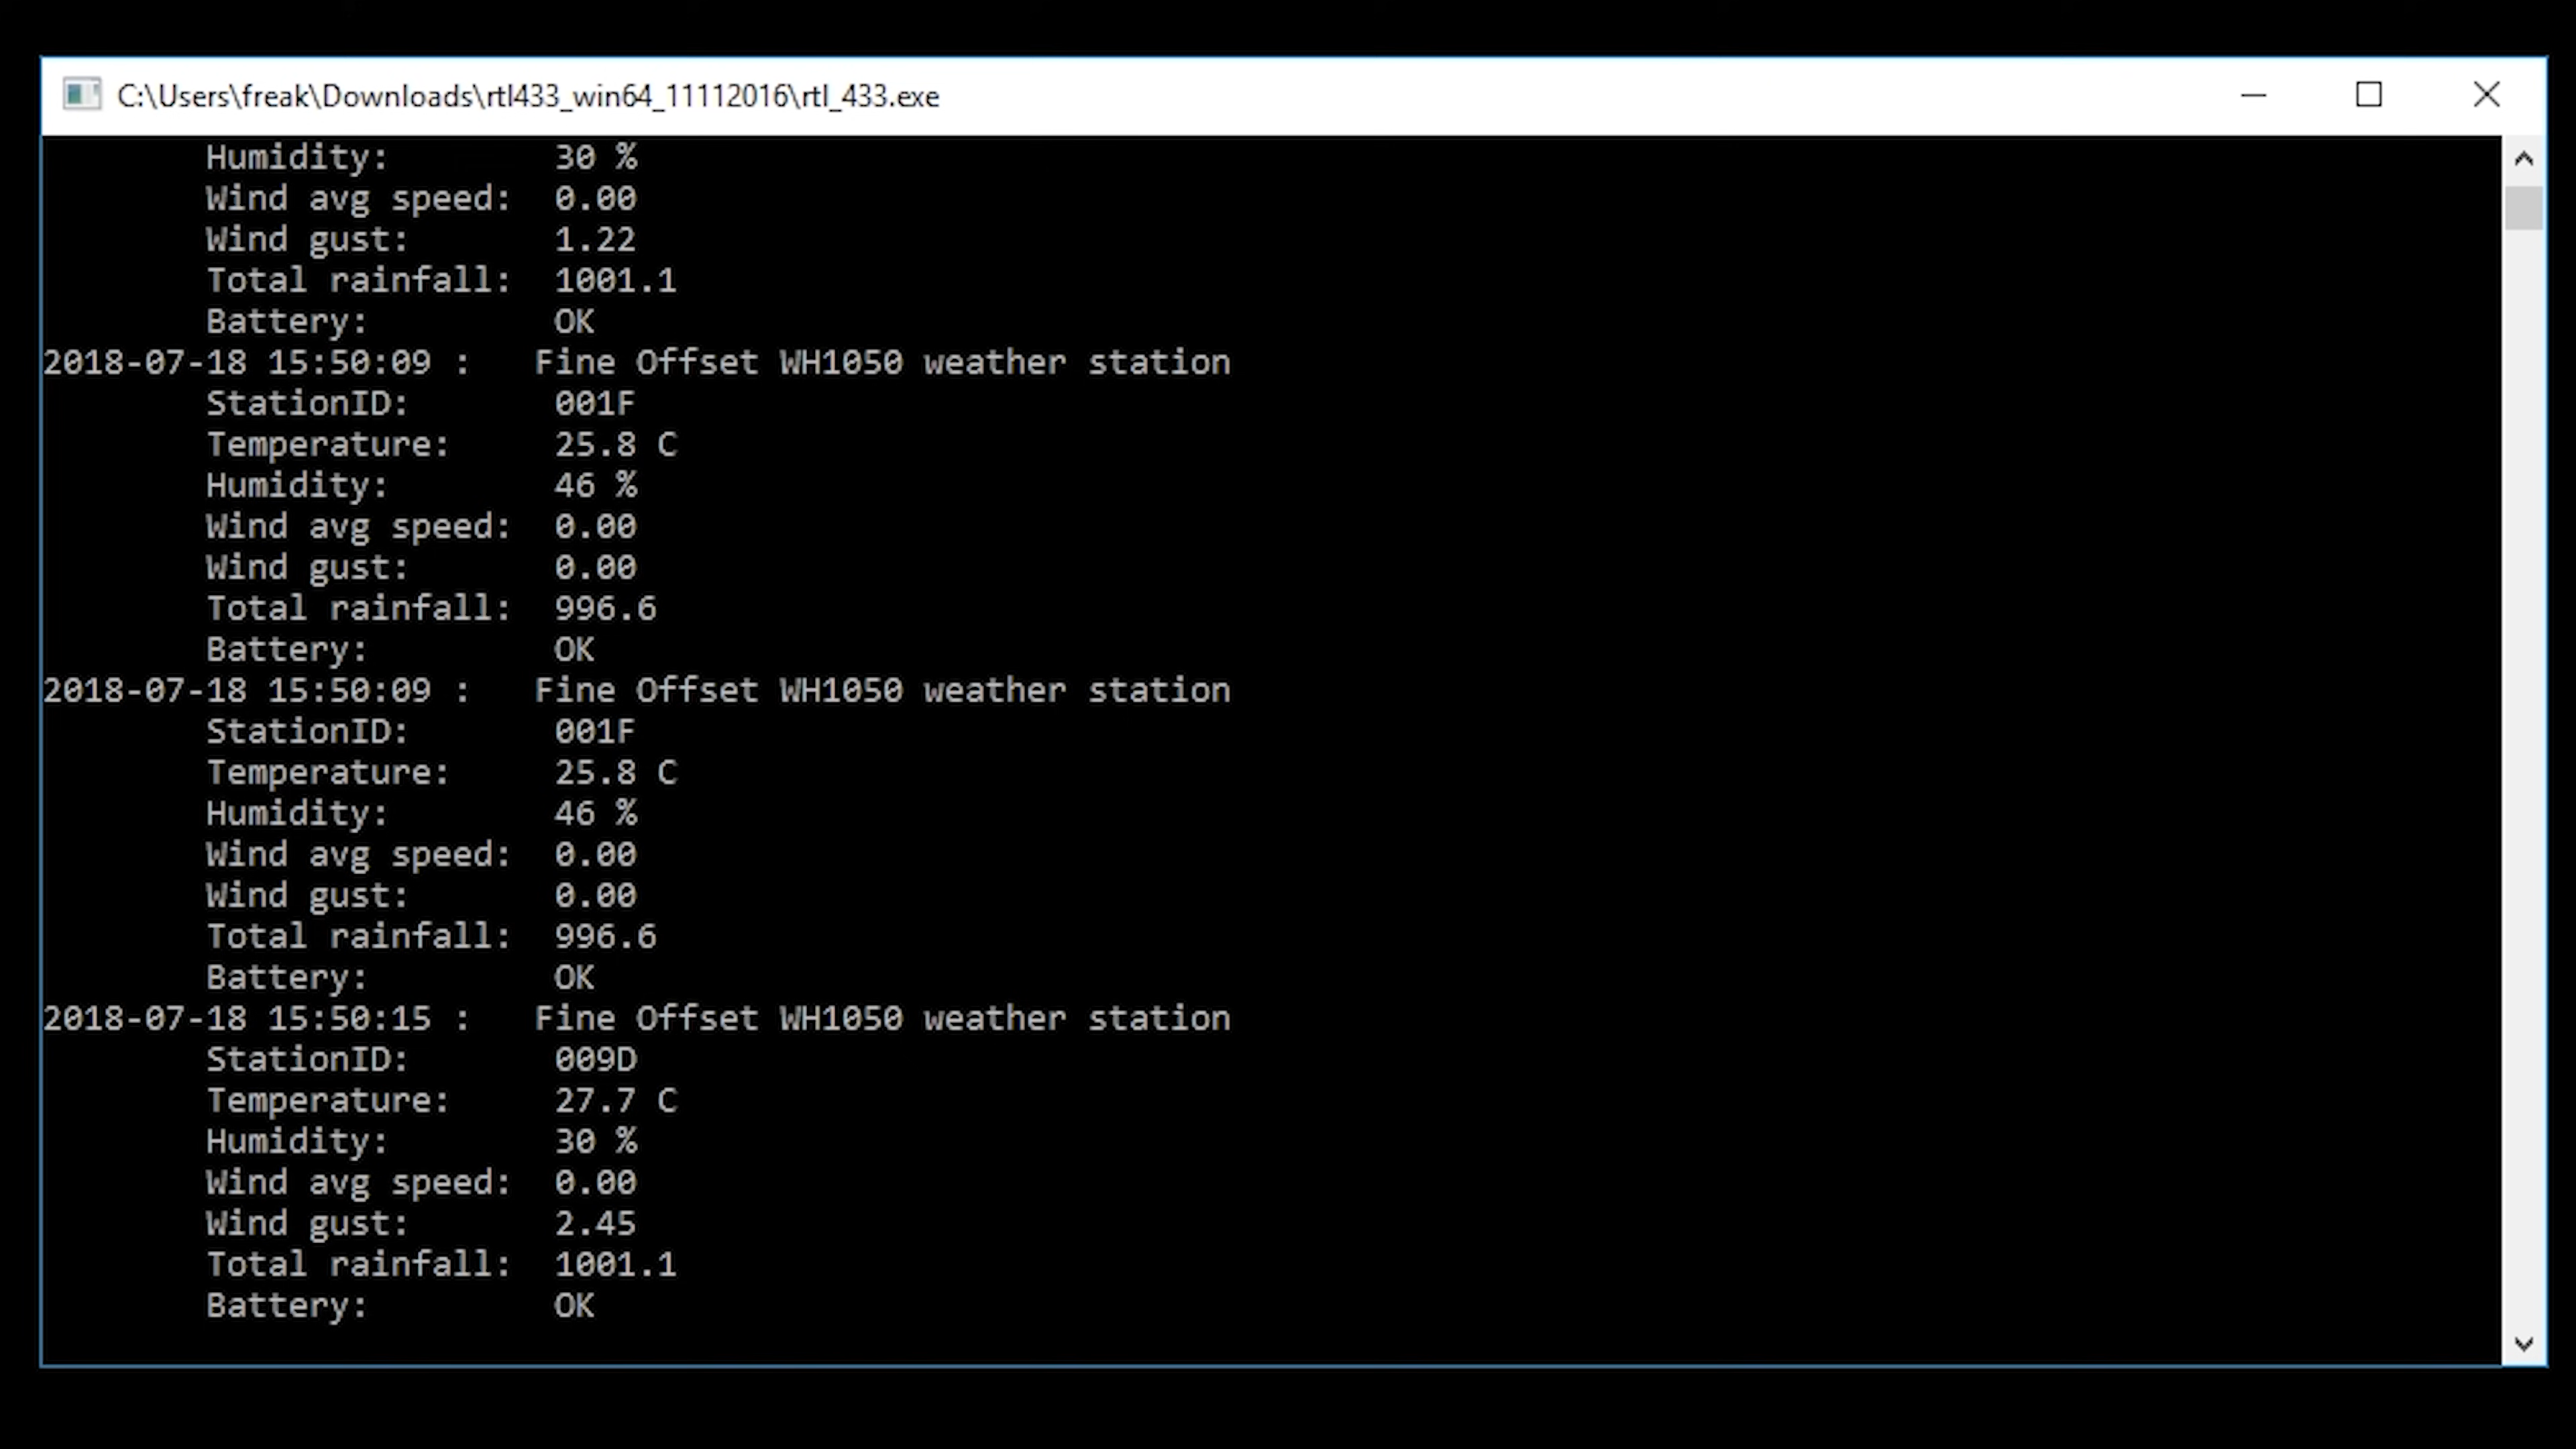 C:\Users\freak\Downloads\rtl433_win64_11112016\rtl_433.exe
Humidity: 30 %
Wind avg speed: 0.00
Wind gust: 1.22
Total rainfall: 1001.1
Battery: OK
2018-07-18 15:50:09 : Fine Offset WH1050 weather station
StationID: 001F
Temperature: 25.8 C
Humidity: 46 %
Wind avg speed: 0.00
Wind gust: 0.00
Total rainfall: 996.6
Battery: OK
2018-07-18 15:50:09 : Fine Offset WH1050 weather station
StationID: 001F
Temperature: 25.8 C
Humidity: 46 %
Wind avg speed: 0.00
Wind gust: 0.00
Total rainfall: 996.6
Battery: OK
2018-07-18 15:50:15 : Fine Offset WH1050 weather station
StationID: 009D
Temperature: 27.7 C
Humidity: 30 %
Wind avg speed: 0.00
Wind gust: 2.45
Total rainfall: 1001.1
Battery: OK